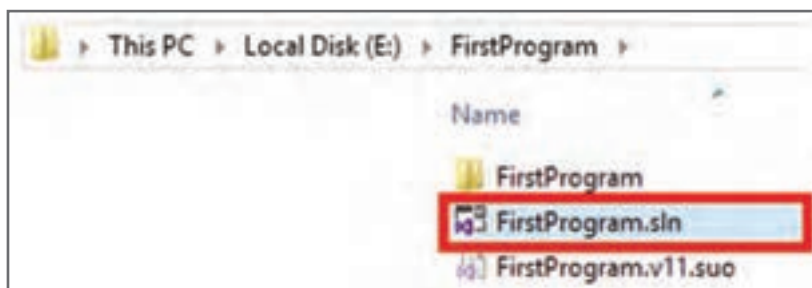 This PC Local Disk (E:) FirstProgram
Name
FirstProgram
FirstProgram.sln
FirstProgram.v11.suo